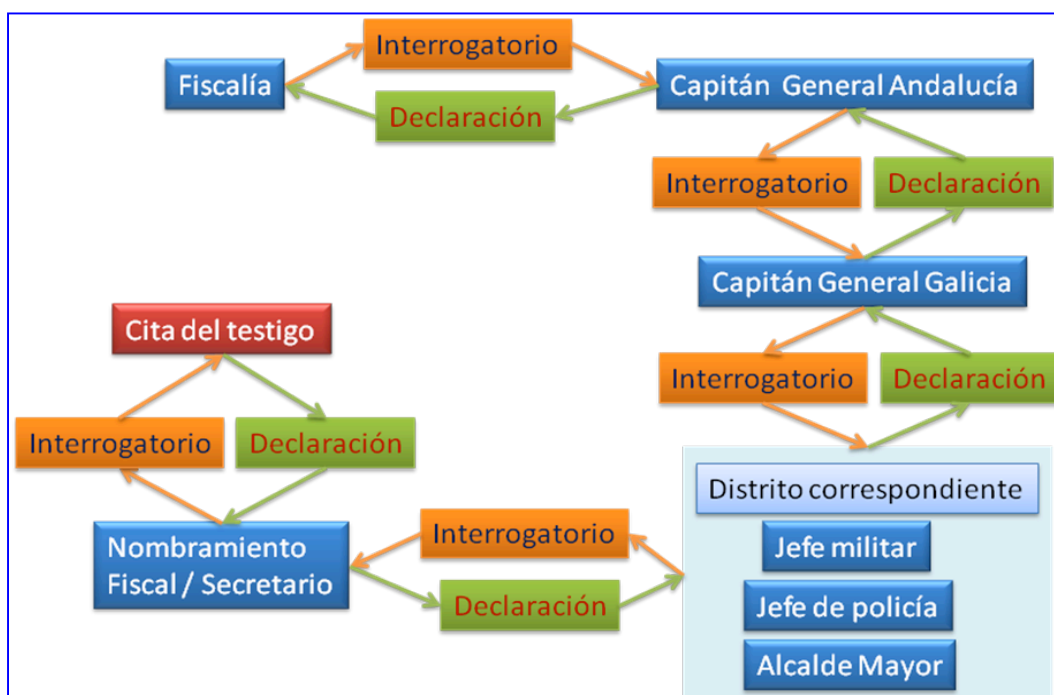 Interrogatorio
Fiscalía
Capitán General Andalucía
Declaración
Interrogatorio
Declaración
Capitán General Galicia
Cita del testigo
Interrogatorio
Declaración
Interrogatorio
Declaración
Distrito correspondiente
Interrogatorio
Jefe militar
Nombramiento
Fiscal / Secretario
Declaración
Jefe de policía
Alcalde Mayor